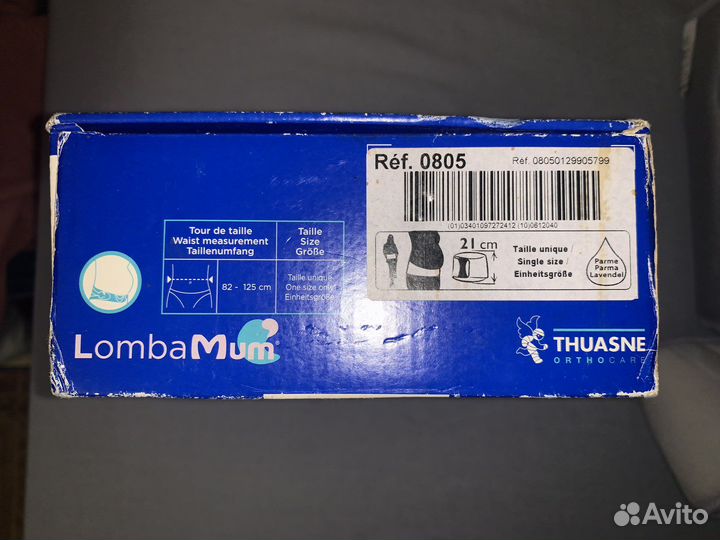 Réf. 0805
Réf. 08050129905799
(01)03401097272412 (10)0612040
21 cm
Taille unique /
Single size /
Einheitsgröße
Parme
Parma
Lavendel
Tour de taille
Waist measurement
Taillenumfang
Taille
Size
Größe
82 - 125 cm
Taille unique
One size only
Einheitsgröße
LombaMum
THUASNE
ORTHOCARE
Avito